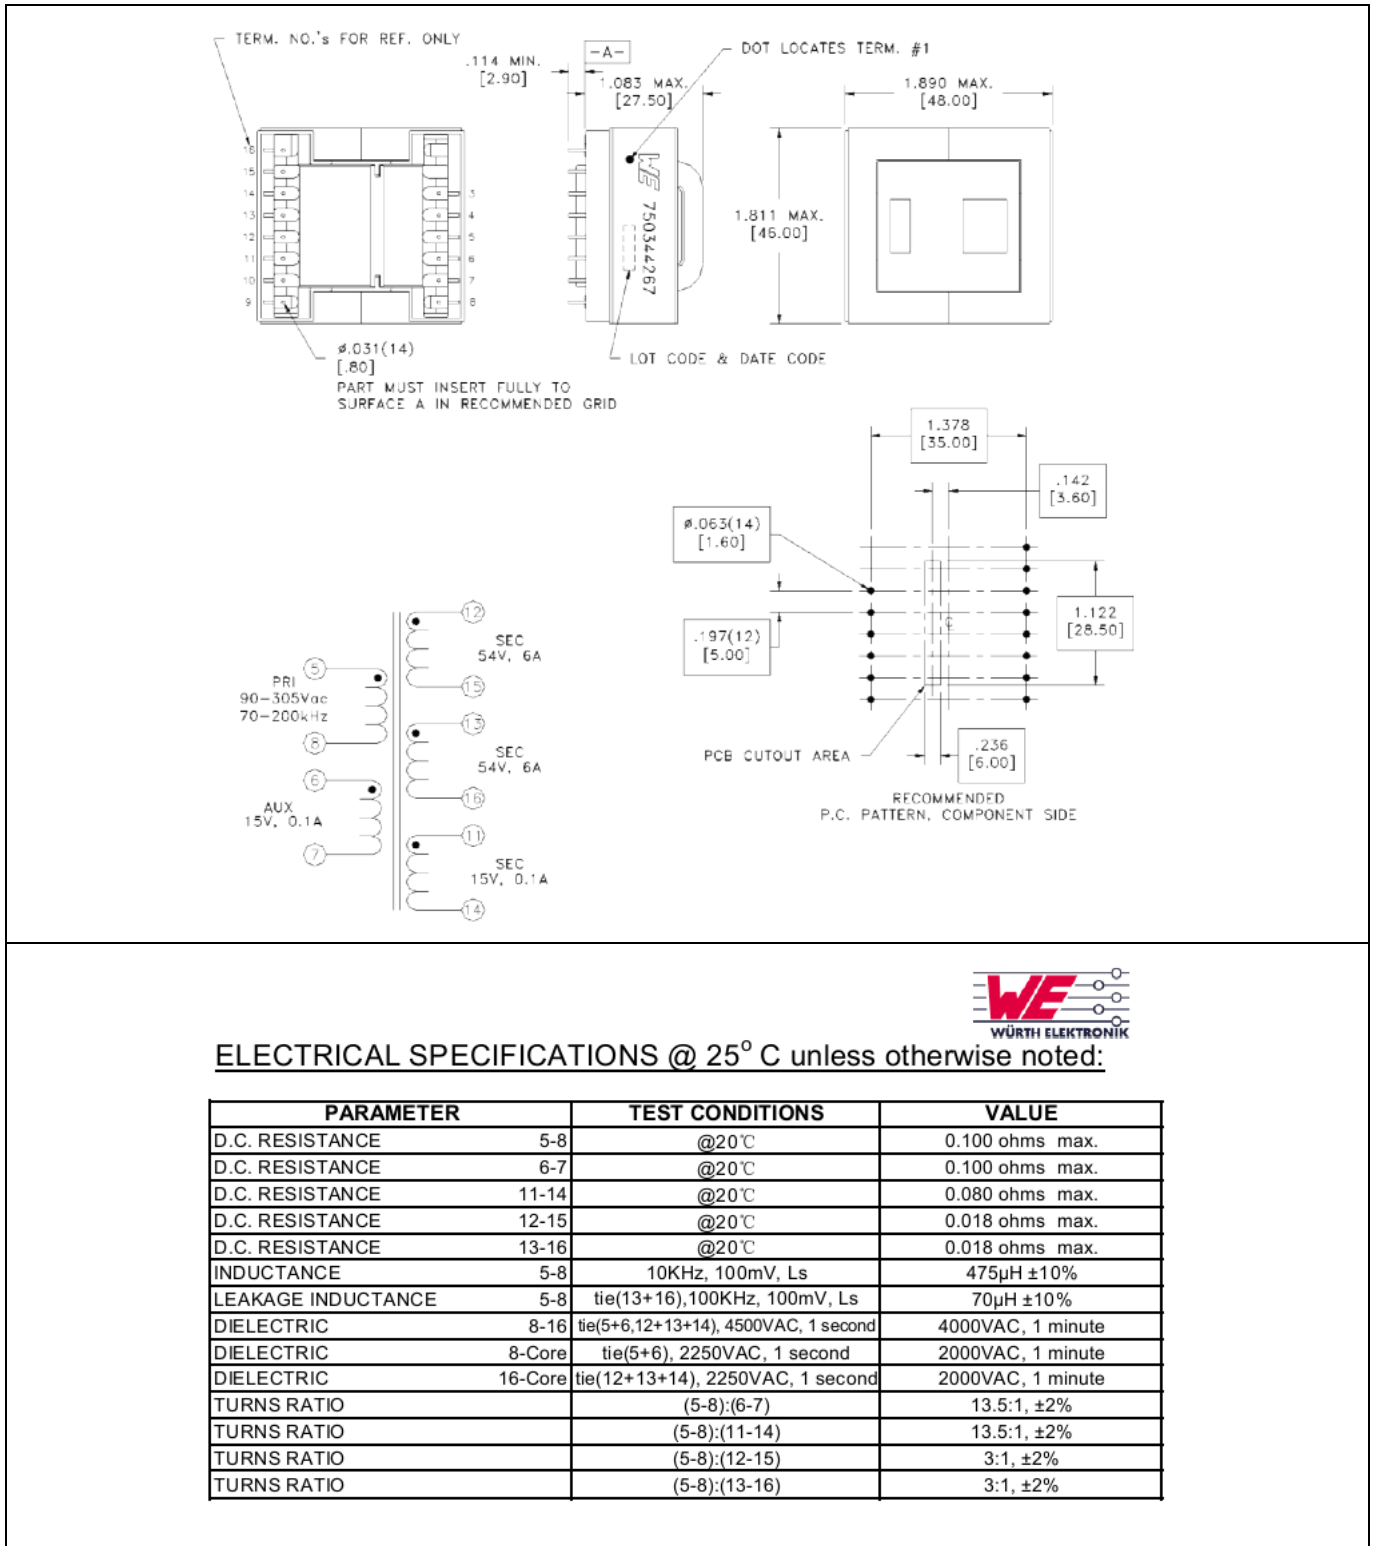 TERM. NO.'s FOR REF. ONLY
.114 MIN.
[2.90]
-A-
1.083 MAX.
[27.50]
DOT LOCATES TERM. #1
1.890 MAX.
[48.00]
16
15
14
13
12
11
10
9
3
4
5
6
7
8
WE 750344267
1.811 MAX.
[46.00]
ø.031(14)
[.80]
PART MUST INSERT FULLY TO
SURFACE A IN RECOMMENDED GRID
LOT CODE & DATE CODE
1.378
[35.00]
.142
[3.60]
ø.063(14)
[1.60]
.197(12)
[5.00]
1.122
[28.50]
PCB CUTOUT AREA
.236
[6.00]
RECOMMENDED
P.C. PATTERN, COMPONENT SIDE
5
PRI
90-305Vac
70-200kHz
8
6
AUX
15V, 0.1A
7
12
SEC
54V, 6A
15
13
SEC
54V, 6A
16
11
SEC
15V, 0.1A
14
WE
WÜRTH ELEKTRONIK
ELECTRICAL SPECIFICATIONS @ 25° C unless otherwise noted:
PARAMETER TEST CONDITIONS VALUE
D.C. RESISTANCE 5-8 @20℃ 0.100 ohms max.
D.C. RESISTANCE 6-7 @20℃ 0.100 ohms max.
D.C. RESISTANCE 11-14 @20℃ 0.080 ohms max.
D.C. RESISTANCE 12-15 @20℃ 0.018 ohms max.
D.C. RESISTANCE 13-16 @20℃ 0.018 ohms max.
INDUCTANCE 5-8 10KHz, 100mV, Ls 475µH ±10%
LEAKAGE INDUCTANCE 5-8 tie(13+16),100KHz, 100mV, Ls 70µH ±10%
DIELECTRIC 8-16 tie(5+6,12+13+14), 4500VAC, 1 second 4000VAC, 1 minute
DIELECTRIC 8-Core tie(5+6), 2250VAC, 1 second 2000VAC, 1 minute
DIELECTRIC 16-Core tie(12+13+14), 2250VAC, 1 second 2000VAC, 1 minute
TURNS RATIO (5-8):(6-7) 13.5:1, ±2%
TURNS RATIO (5-8):(11-14) 13.5:1, ±2%
TURNS RATIO (5-8):(12-15) 3:1, ±2%
TURNS RATIO (5-8):(13-16) 3:1, ±2%